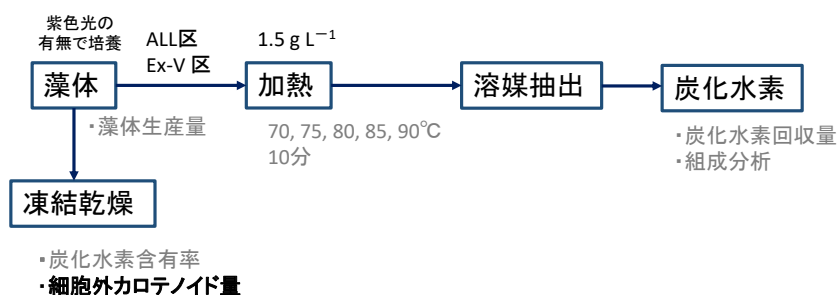 紫色光の
有無で培養
ALL区
Ex-V 区
1.5 g L⁻¹
藻体
加熱
溶媒抽出
炭化水素
・藻体生産量
70, 75, 80, 85, 90℃
10分
・炭化水素回収量
・組成分析
凍結乾燥
・炭化水素含有率
・細胞外カロテノイド量